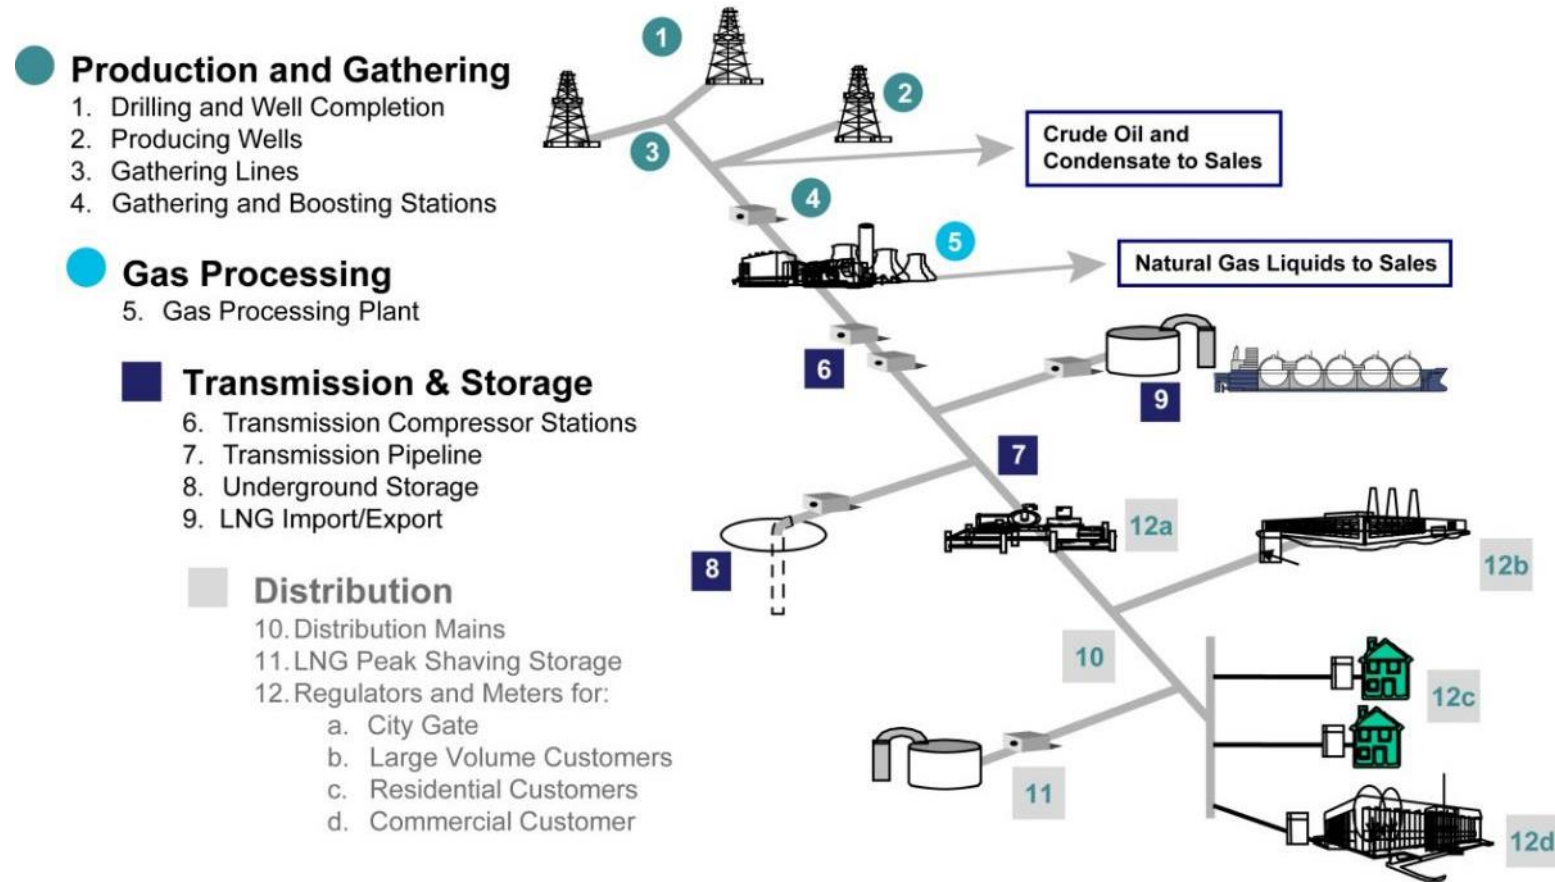 Production and Gathering
1. Drilling and Well Completion
2. Producing Wells
3. Gathering Lines
4. Gathering and Boosting Stations
Gas Processing
5. Gas Processing Plant
Transmission & Storage
6. Transmission Compressor Stations
7. Transmission Pipeline
8. Underground Storage
9. LNG Import/Export
Distribution
10. Distribution Mains
11. LNG Peak Shaving Storage
12. Regulators and Meters for:
a. City Gate
b. Large Volume Customers
c. Residential Customers
d. Commercial Customer
1
2
3
Crude Oil and
Condensate to Sales
4
5
Natural Gas Liquids to Sales
6
9
7
8
12a
12b
10
12c
11
12d